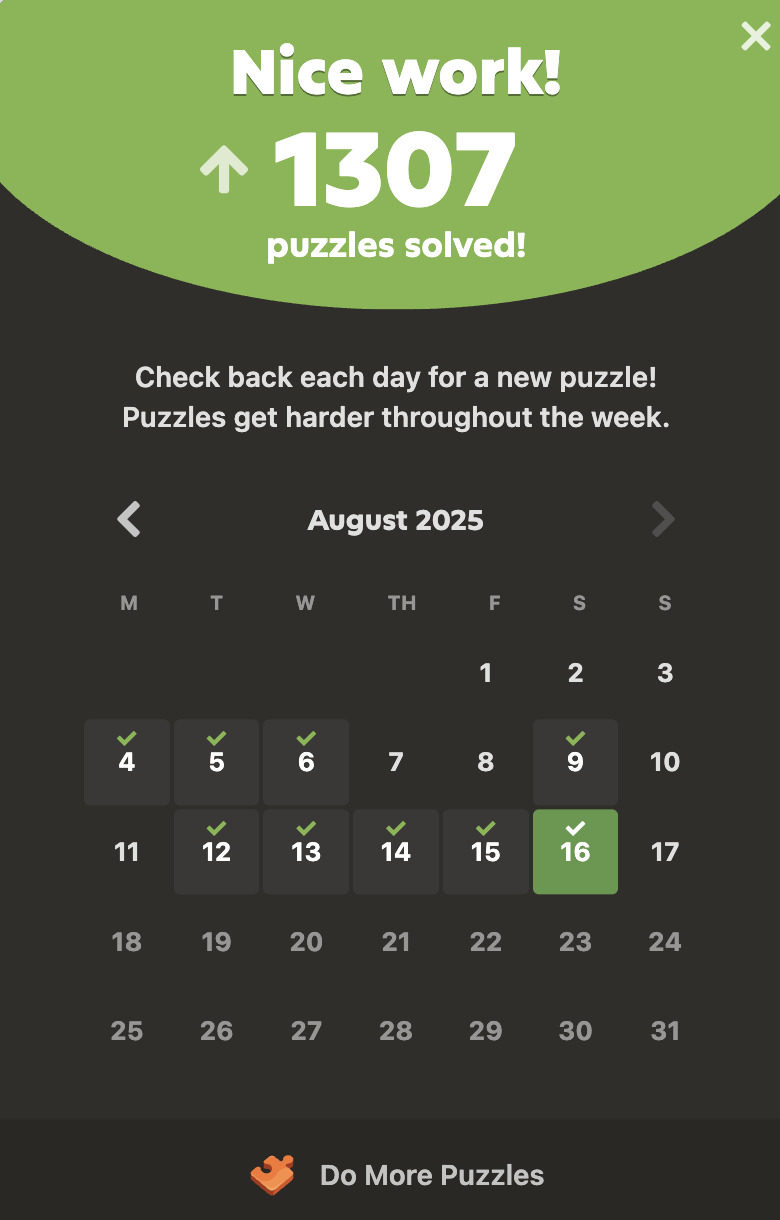 Nice work!
1307
puzzles solved!
Check back each day for a new puzzle!
Puzzles get harder throughout the week.
August 2025
M T W TH F S S
1 2 3
4 5 6 7 8 9 10
11 12 13 14 15 16 17
18 19 20 21 22 23 24
25 26 27 28 29 30 31
Do More Puzzles